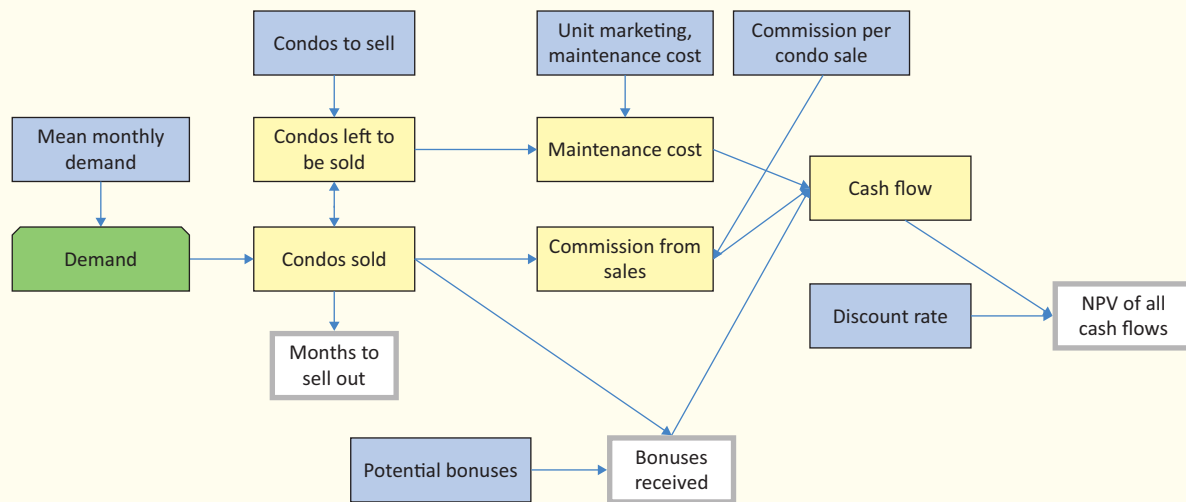 Condos to sell
Unit marketing,
maintenance cost
Commission per
condo sale
Mean monthly
demand
Condos left to
be sold
Maintenance cost
Cash flow
Demand
Condos sold
Commission from
sales
Discount rate
NPV of all
cash flows
Months to
sell out
Potential bonuses
Bonuses
received